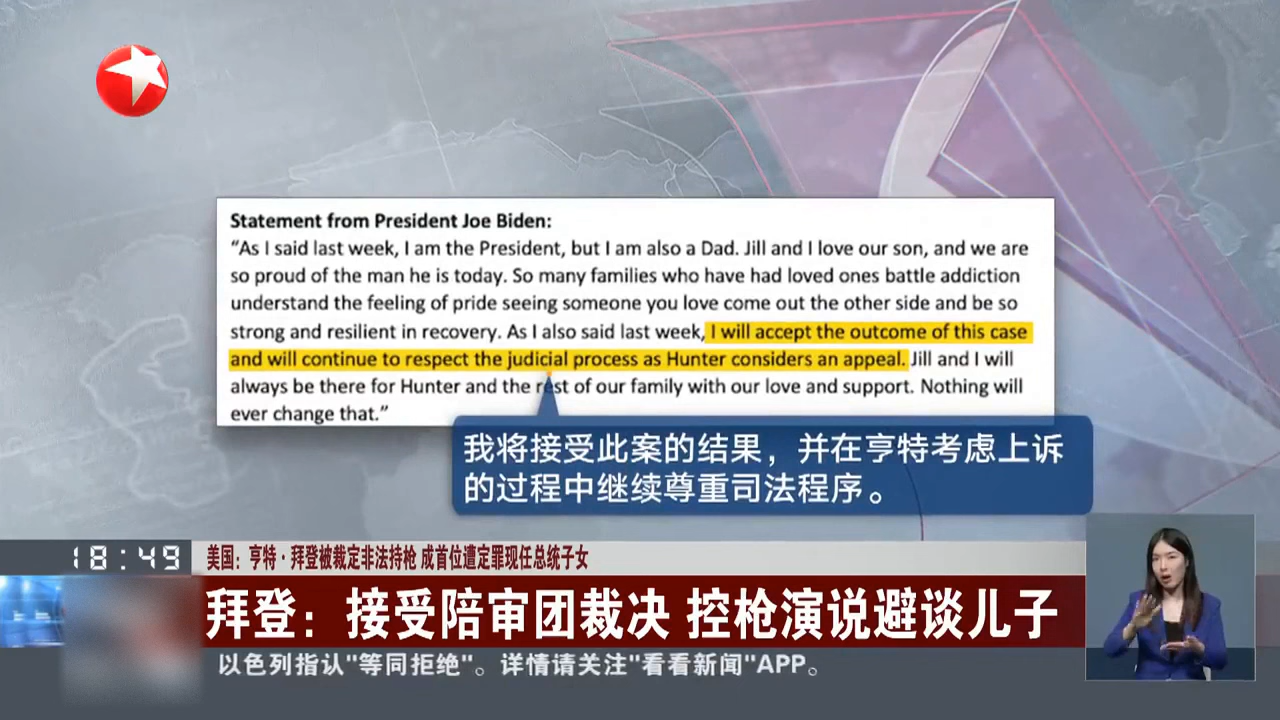 Statement from President Joe Biden:
“As I said last week, I am the President, but I am also a Dad. Jill and I love our son, and we are
so proud of the man he is today. So many families who have had loved ones battle addiction
understand the feeling of pride seeing someone you love come out the other side and be so
strong and resilient in recovery. As I also said last week, I will accept the outcome of this case
and will continue to respect the judicial process as Hunter considers an appeal. Jill and I will
always be there for Hunter and the rest of our family with our love and support. Nothing will
ever change that.”
我将接受此案的结果，并在亨特考虑上诉
的过程中继续尊重司法程序。
18:49
美国：亨特·拜登被裁定非法持枪 成首位遭定罪现任总统子女
拜登：接受陪审团裁决 控枪演说避谈儿子
以色列指认"等同拒绝"。详情请关注"看看新闻"APP。